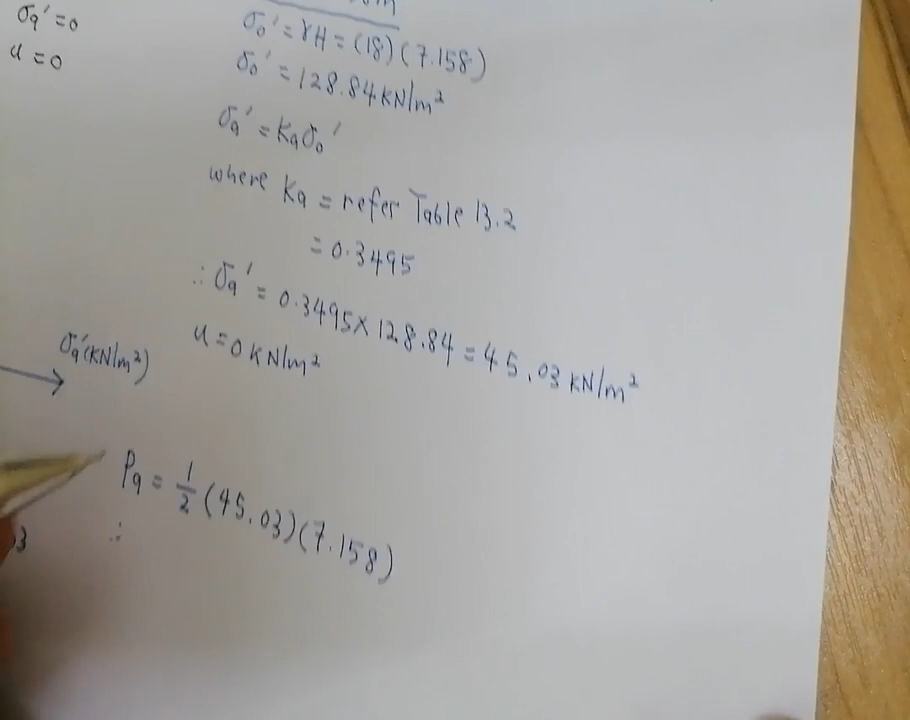 σa' = 0
u = 0
σo' = γH = (18)(7.158)
σo' = 128.84 kN/m²
σa' = Kaσo'
where Ka = refer Table 13.2
= 0.3495
∴ σa' = 0.3495 × 128.84 = 45.03 kN/m²
u = 0 kN/m²
σa' (kN/m²)
Pa = 1/2 (45.03)(7.158)
∴